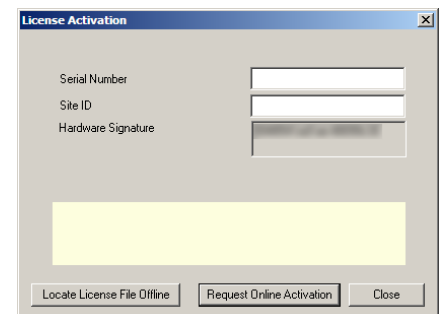 License Activation
Serial Number
Site ID
Hardware Signature
Locate License File Offline
Request Online Activation
Close